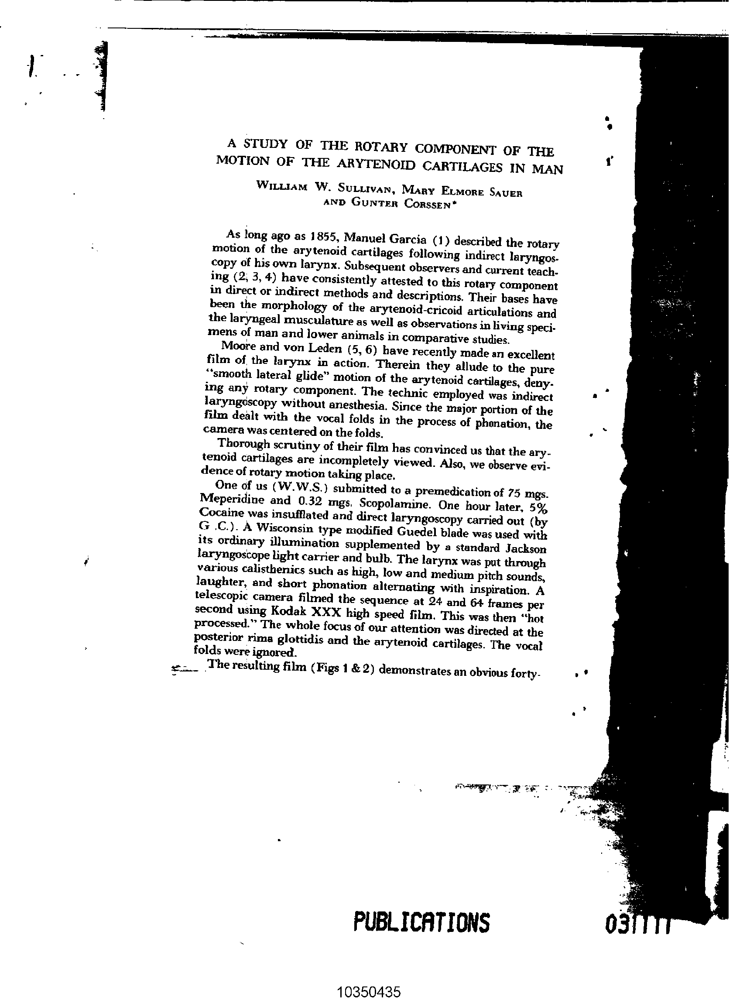 A STUDY OF THE ROTARY COMPONENT OF THE
MOTION OF THE ARYTENOID CARTILAGES IN MAN
WILLIAM W. SULLIVAN, MARY ELMORE SAUER
AND GUNTER CORSSEN*
As long ago as 1855, Manuel Garcia (1) described the rotary
motion of the arytenoid cartilages following indirect laryngos-
copy of his own larynx. Subsequent observers and current teach-
ing (2, 3, 4) have consistently attested to this rotary component
in direct or indirect methods and descriptions. Their bases have
been the morphology of the arytenoid-cricoid articulations and
the laryngeal musculature as well as observations in living speci-
mens of man and lower animals in comparative studies.
Moore and von Leden (5, 6) have recently made an excellent
film of the larynx in action. Therein they allude to the pure
"smooth lateral glide" motion of the arytenoid cartilages, deny-
ing any rotary component. The technic employed was indirect
laryngoscopy without anesthesia. Since the major portion of the
film dealt with the vocal folds in the process of phonation, the
camera was centered on the folds.
Thorough scrutiny of their film has convinced us that the ary-
tenoid cartilages are incompletely viewed. Also, we observe evi-
dence of rotary motion taking place.
One of us (W.W.S.) submitted to a premedication of 75 mgs.
Meperidine and 0.32 mgs. Scopolamine. One hour later, 5%
Cocaine was insufflated and direct laryngoscopy carried out (by
G .C.). A Wisconsin type modified Guedel blade was used with
its ordinary illumination supplemented by a standard Jackson
laryngoscope light carrier and bulb. The larynx was put through
various calisthenics such as high, low and medium pitch sounds,
laughter, and short phonation alternating with inspiration. A
telescopic camera filmed the sequence at 24 and 64 frames per
second using Kodak XXX high speed film. This was then "hot
processed." The whole focus of our attention was directed at the
posterior rima glottidis and the arytenoid cartilages. The vocal
folds were ignored.
The resulting film (Figs 1 & 2) demonstrates an obvious forty-
PUBLICATIONS
10350435